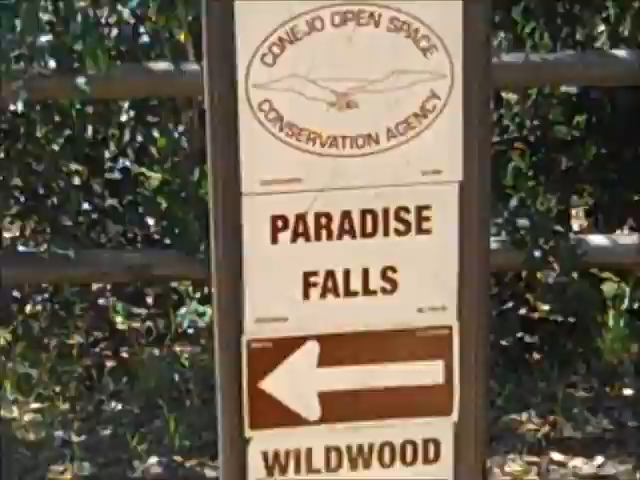 CONEJO OPEN SPACE
CONSERVATION AGENCY
PARADISE
FALLS
WILDWOOD